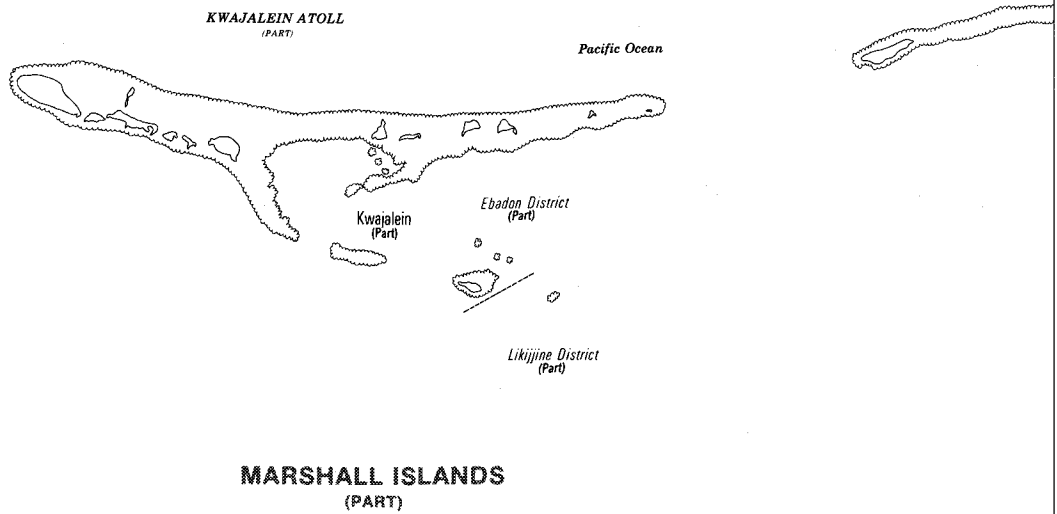 KWAJALEIN ATOLL
(PART)
Pacific Ocean
Ebadon District
(Part)
Kwajalein
(Part)
Likijjine District
(Part)
MARSHALL ISLANDS
(PART)